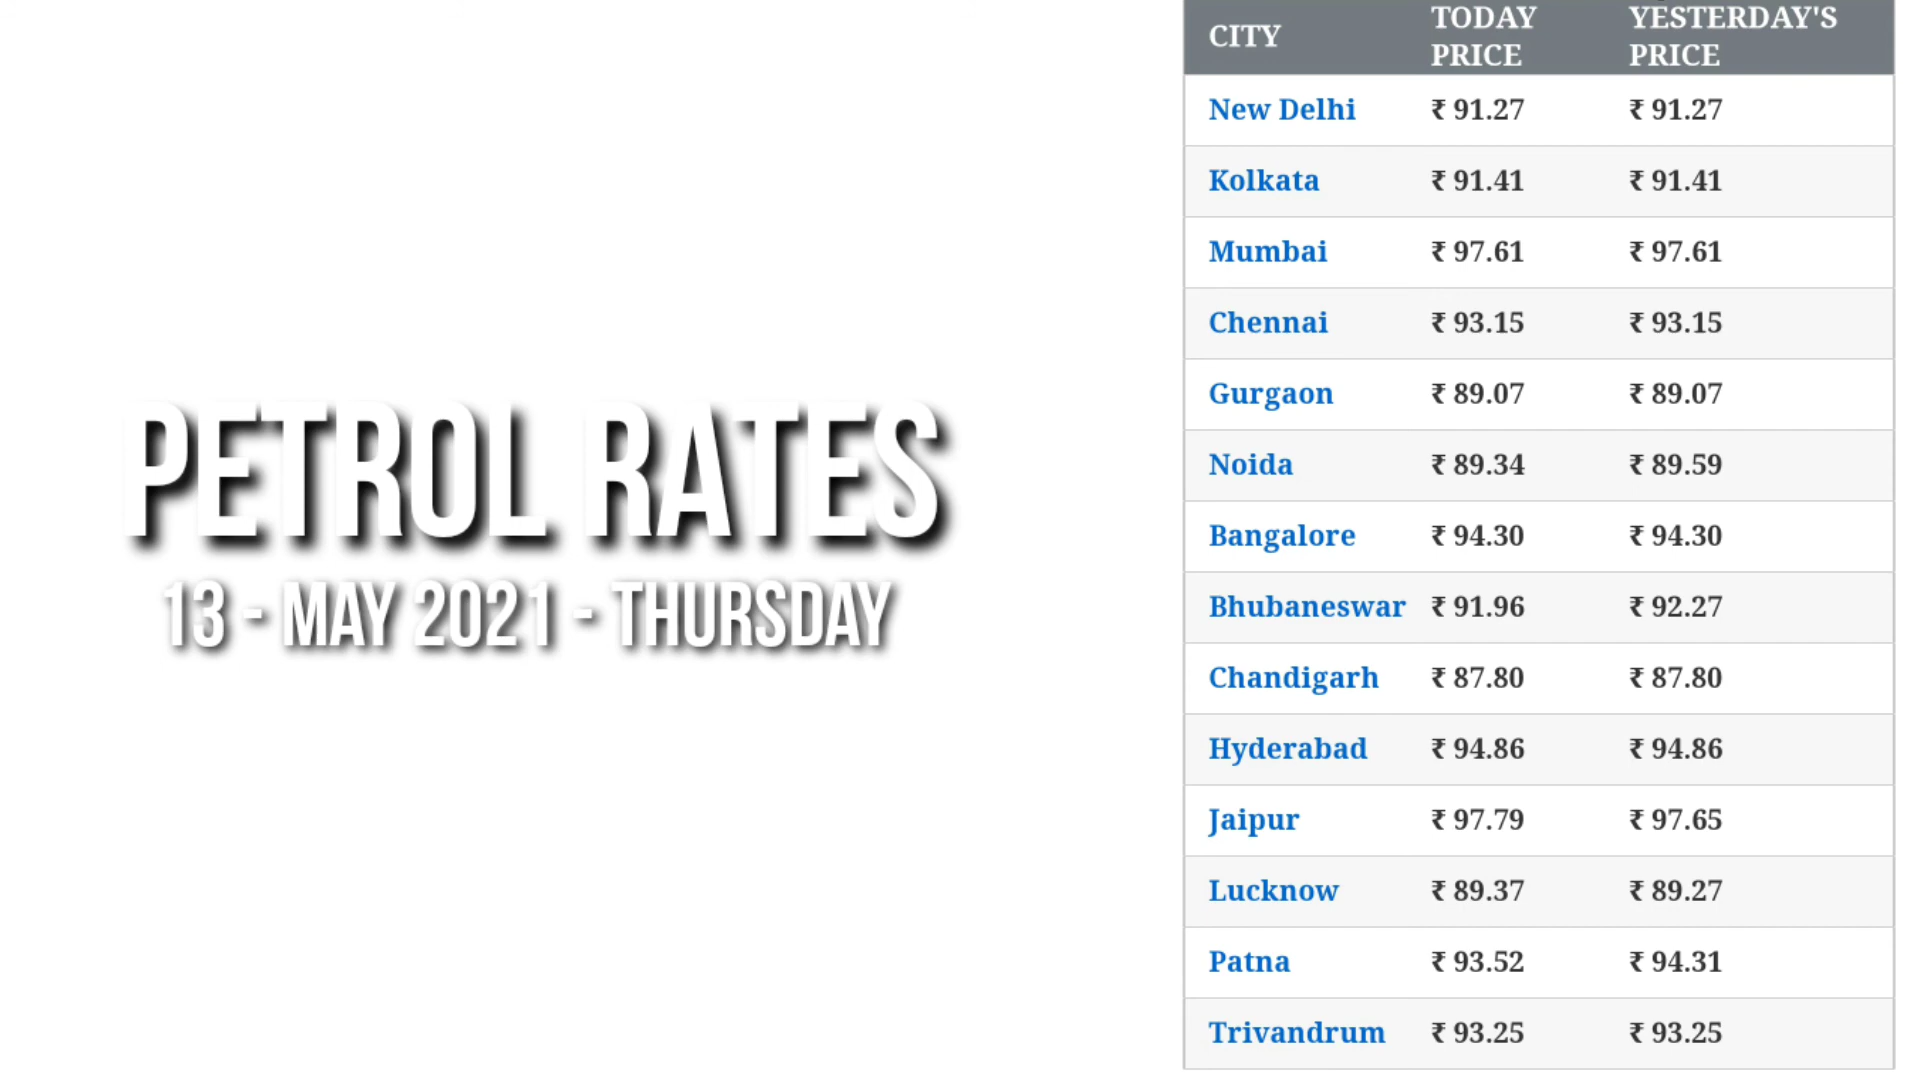 PETROL RATES
13 - MAY 2021 - THURSDAY
CITY TODAY PRICE YESTERDAY'S PRICE
New Delhi ₹ 91.27 ₹ 91.27
Kolkata ₹ 91.41 ₹ 91.41
Mumbai ₹ 97.61 ₹ 97.61
Chennai ₹ 93.15 ₹ 93.15
Gurgaon ₹ 89.07 ₹ 89.07
Noida ₹ 89.34 ₹ 89.59
Bangalore ₹ 94.30 ₹ 94.30
Bhubaneswar ₹ 91.96 ₹ 92.27
Chandigarh ₹ 87.80 ₹ 87.80
Hyderabad ₹ 94.86 ₹ 94.86
Jaipur ₹ 97.79 ₹ 97.65
Lucknow ₹ 89.37 ₹ 89.27
Patna ₹ 93.52 ₹ 94.31
Trivandrum ₹ 93.25 ₹ 93.25